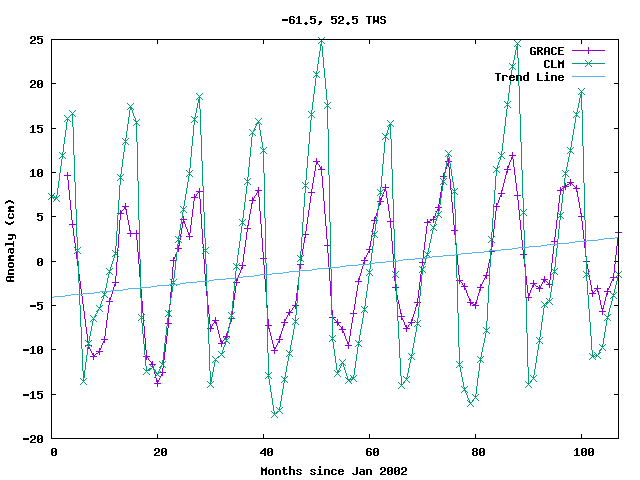 -61.5, 52.5 TWS
GRACE
CLM
Trend Line
25
20
15
10
5
0
-5
-10
-15
-20
Anomaly (cm)
0 20 40 60 80 100
Months since Jan 2002